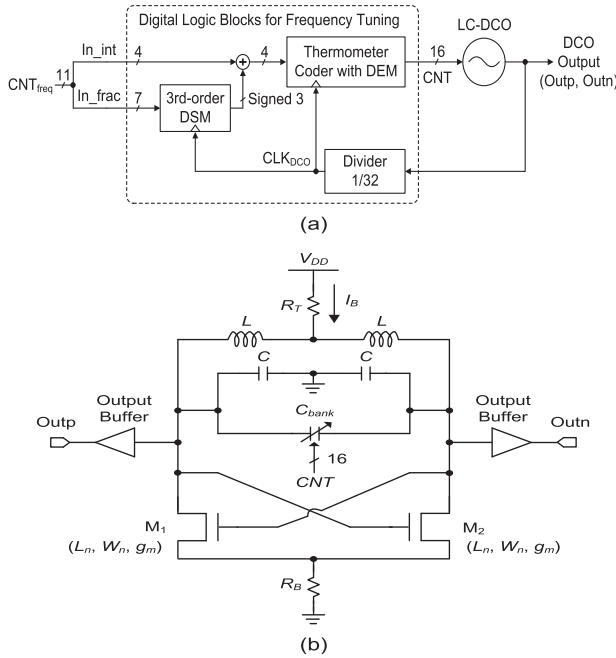 Digital Logic Blocks for Frequency Tuning
In_int 4 4 16 LC-DCO
Thermometer
Coder with DEM
CNT
DCO
Output
(Outp, Outn)
CNTfreq 11
In_frac 7
3rd-order
DSM
Signed 3
CLKDCO
Divider
1/32
(a)
VDD
RT IB
L L
C C
Output
Buffer
Outp
Cbank
16
CNT
Output
Buffer
Outn
M1
(Ln, Wn, gm)
M2
(Ln, Wn, gm)
RB
(b)